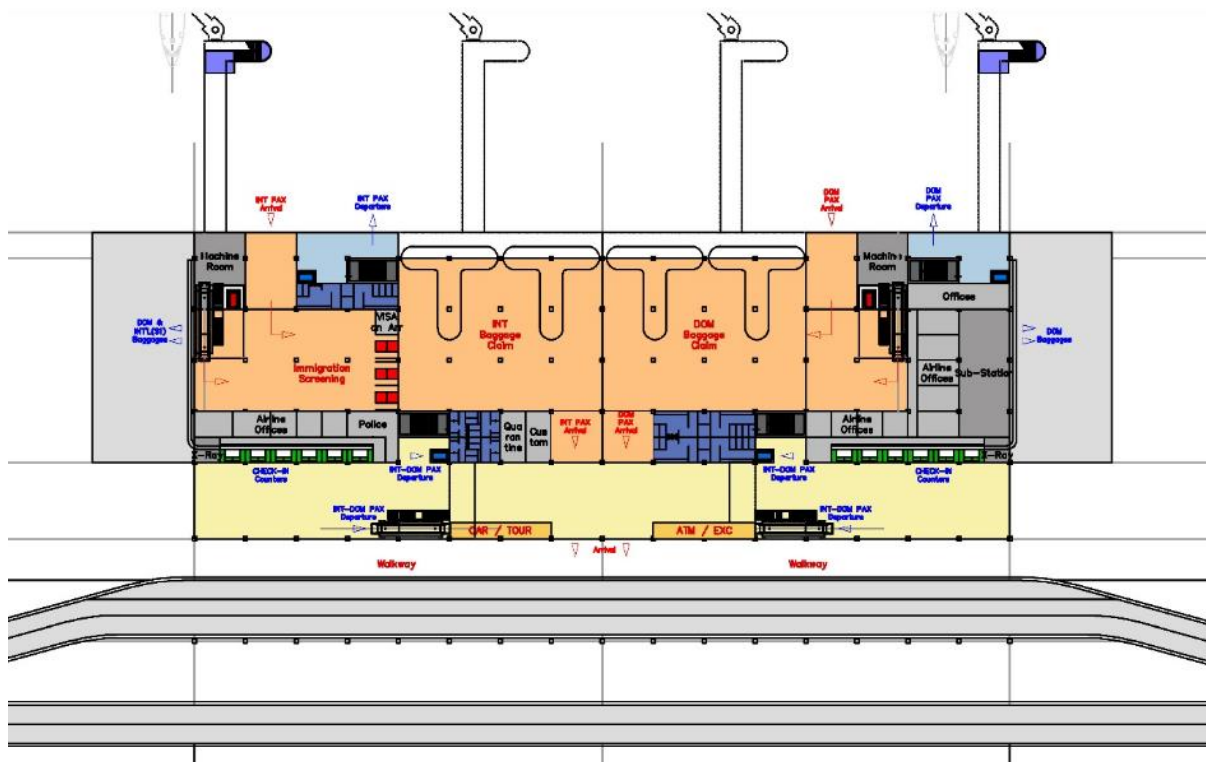 INT PAX
Arrival
INT PAX
Departure
DOM
PAX
Arrival
DOM
PAX
Departure
Machine
Room
Machine
Room
Offices
DOM &
INTL(SI)
Baggages
VISA
on Arr
INT
Baggage
Claim
DOM
Baggage
Claim
DOM
Baggages
Immigration
Screening
Airline
Offices
Sub-Station
Airline
Offices
Police
Qua
ran
tine
Cus
tom
INT PAX
Arrival
DOM
PAX
Arrival
Airline
Offices
X-Ray
X-Ray
CHECK-IN
Counters
INT-DOM PAX
Departure
INT-DOM PAX
Departure
CHECK-IN
Counters
INT-DOM PAX
Departure
CAR / TOUR
ATM / EXC
INT-DOM PAX
Departure
Arrival
Walkway
Walkway